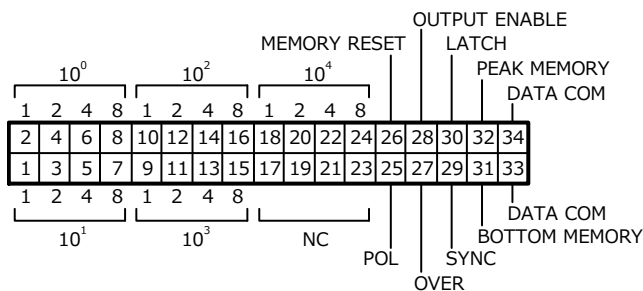 OUTPUT ENABLE
MEMORY RESET
LATCH
PEAK MEMORY
DATA COM
10⁰ 10² 10⁴
1 2 4 8 1 2 4 8 1 2 4 8
2 4 6 8 10 12 14 16 18 20 22 24 26 28 30 32 34
1 3 5 7 9 11 13 15 17 19 21 23 25 27 29 31 33
1 2 4 8 1 2 4 8
10¹ 10³ NC
DATA COM
BOTTOM MEMORY
POL
SYNC
OVER